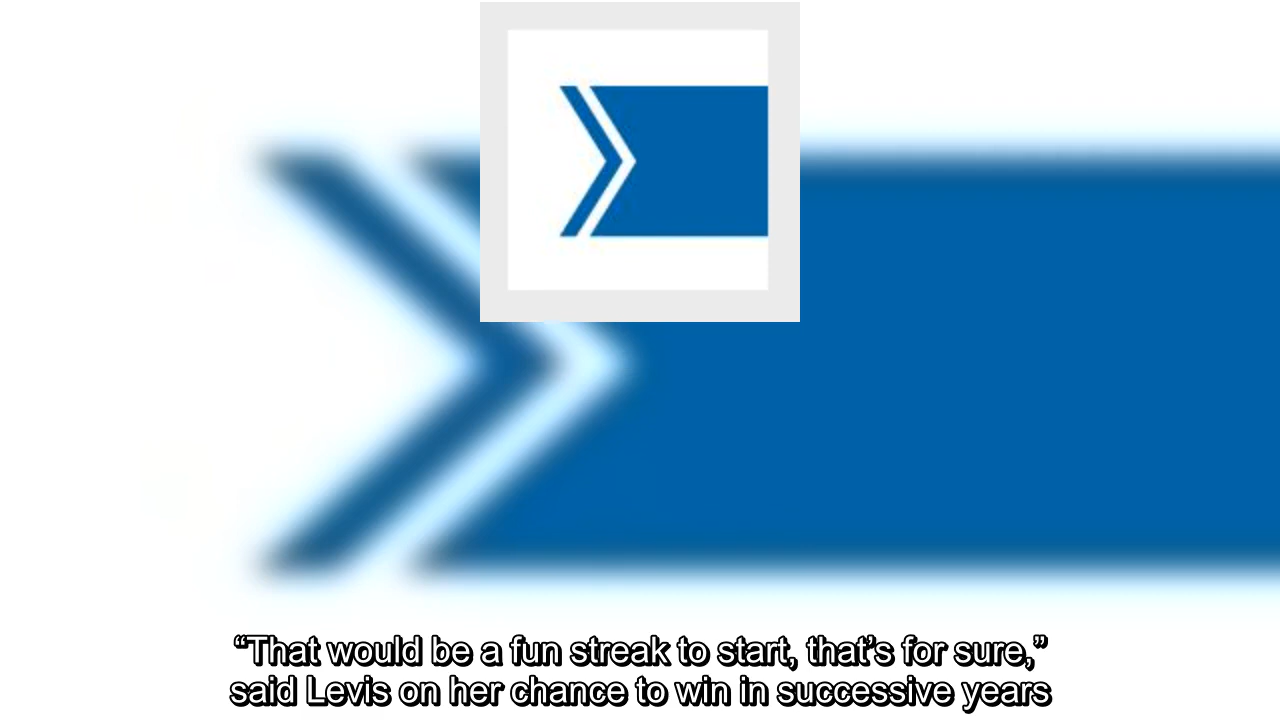 “That would be a fun streak to start, that’s for sure,”
said Levis on her chance to win in successive years